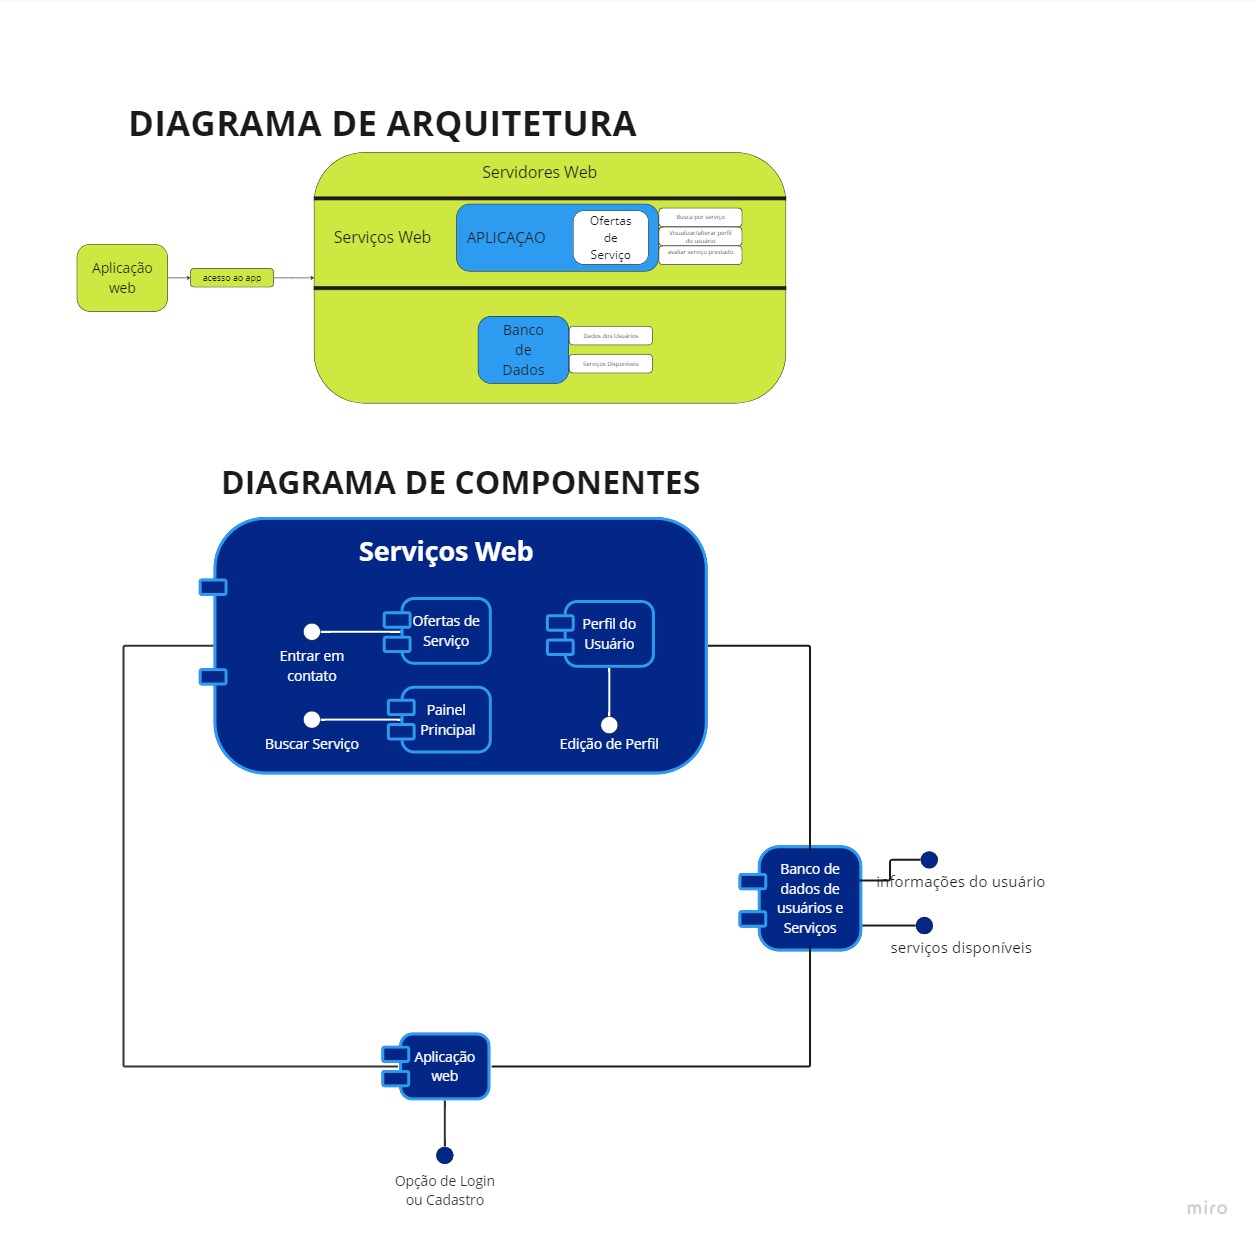 DIAGRAMA DE ARQUITETURA
Servidores Web
Serviços Web
APLICAÇAO
Ofertas
de
Serviço
Busca por serviço
Visualizar/alterar perfil
do usuário
avaliar serviço prestado
Aplicação
web
acesso ao app
Banco
de
Dados
Dados dos Usuários
Serviços Disponíveis
DIAGRAMA DE COMPONENTES
Serviços Web
Ofertas de
Serviço
Entrar em
contato
Perfil do
Usuário
Painel
Principal
Buscar Serviço
Edição de Perfil
Banco de
dados de
usuários e
Serviços
informações do usuário
serviços disponíveis
Aplicação
web
Opção de Login
ou Cadastro
miro